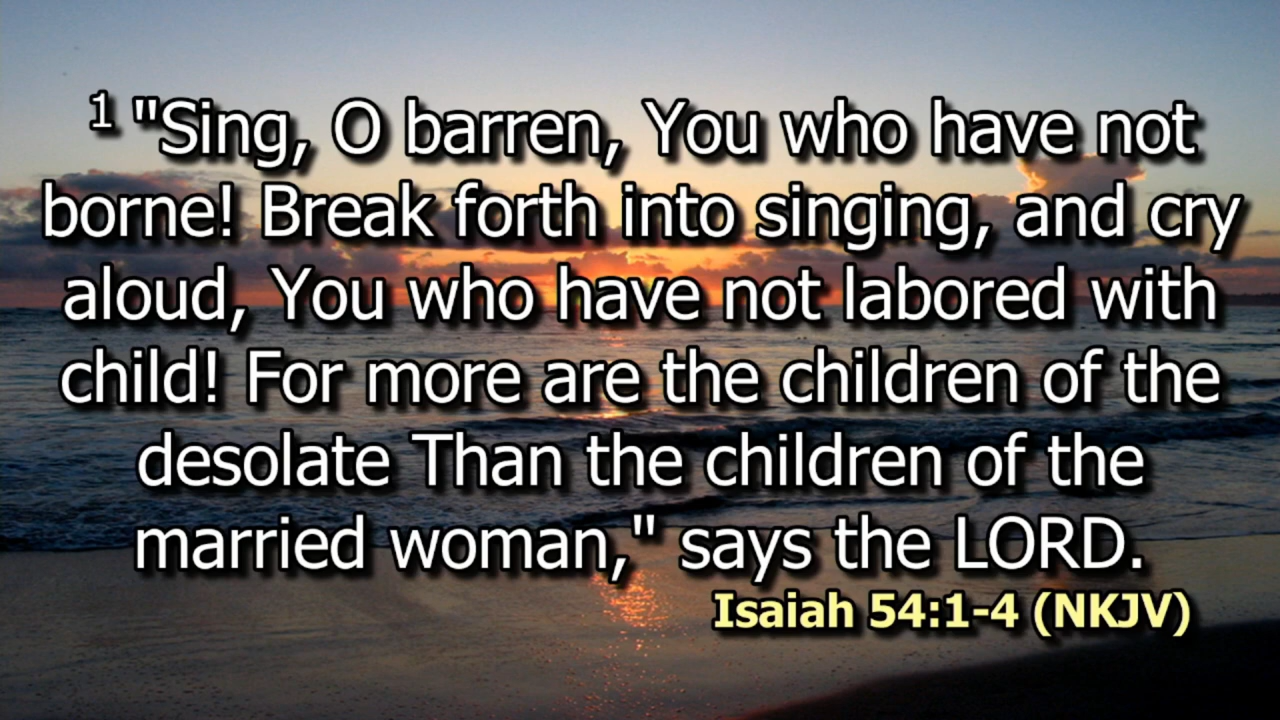 1 "Sing, O barren, You who have not
borne! Break forth into singing, and cry
aloud, You who have not labored with
child! For more are the children of the
desolate Than the children of the
married woman," says the LORD.
Isaiah 54:1-4 (NKJV)